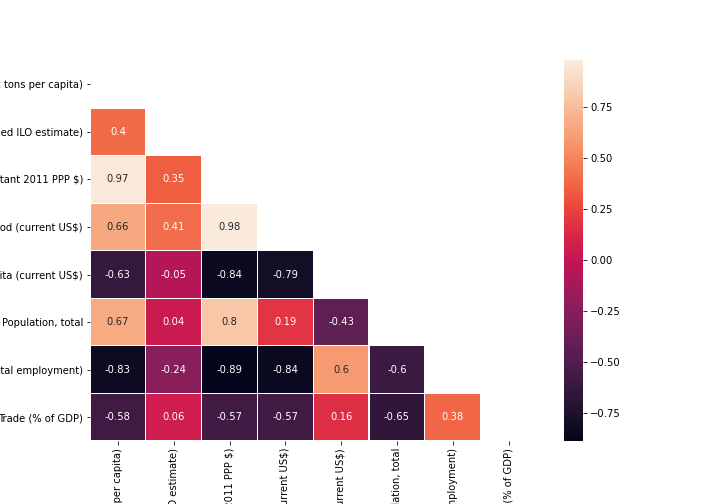 tons per capita)
ed ILO estimate)
0.4
tant 2011 PPP $)
0.97 0.35
od (current US$)
0.66 0.41 0.98
ita (current US$)
-0.63 -0.05 -0.84 -0.79
Population, total
0.67 0.04 0.8 0.19 -0.43
tal employment)
-0.83 -0.24 -0.89 -0.84 0.6 -0.6
Trade (% of GDP)
-0.58 0.06 -0.57 -0.57 0.16 -0.65 0.38
per capita)
O estimate)
2011 PPP $)
urrent US$)
urrent US$)
ation, total
nployment)
(% of GDP)
0.75
0.50
0.25
0.00
−0.25
−0.50
−0.75